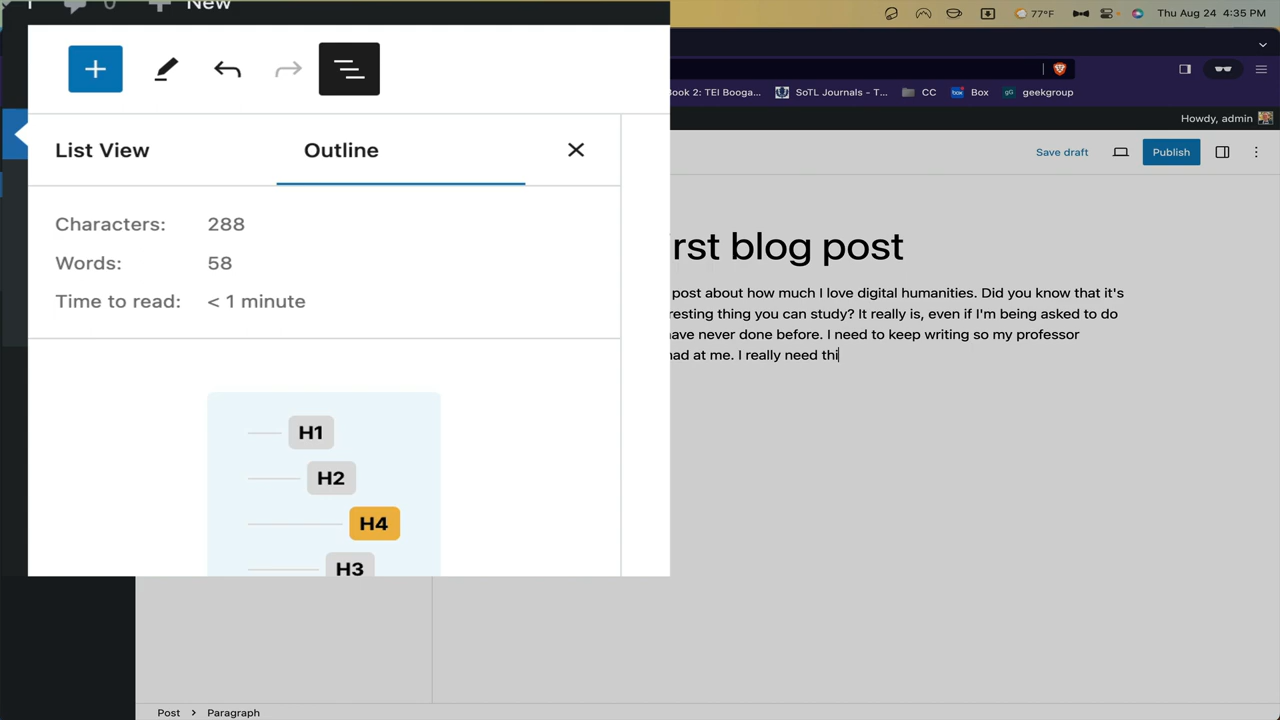 0 New
77°F Thu Aug 24 4:35 PM
Book 2: TEI Booga... SoTL Journals - T... CC box Box gG geekgroup
Howdy, admin
Save draft Publish
List View Outline
Characters: 288
Words: 58
Time to read: < 1 minute
H1
H2
H4
H3
rst blog post
post about how much I love digital humanities. Did you know that it's
resting thing you can study? It really is, even if I'm being asked to do
ave never done before. I need to keep writing so my professor
ad at me. I really need thi
Post > Paragraph